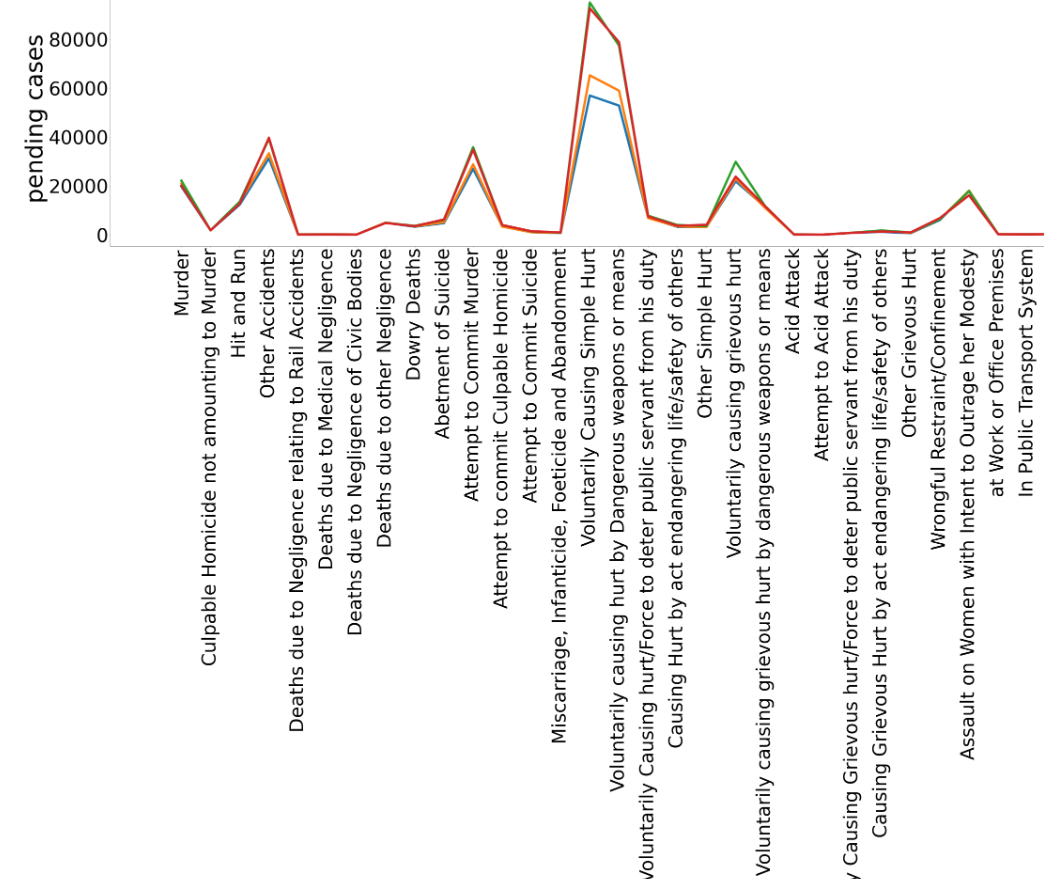 pending cases
80000
60000
40000
20000
0
Murder
Culpable Homicide not amounting to Murder
Hit and Run
Other Accidents
Deaths due to Negligence relating to Rail Accidents
Deaths due to Medical Negligence
Deaths due to Negligence of Civic Bodies
Deaths due to other Negligence
Dowry Deaths
Abetment of Suicide
Attempt to Commit Murder
Attempt to commit Culpable Homicide
Attempt to Commit Suicide
Miscarriage, Infanticide, Foeticide and Abandonment
Voluntarily Causing Simple Hurt
Voluntarily causing hurt by Dangerous weapons or means
Voluntarily Causing hurt/Force to deter public servant from his duty
Causing Hurt by act endangering life/safety of others
Other Simple Hurt
Voluntarily causing grievous hurt
Voluntarily causing grievous hurt by dangerous weapons or means
Acid Attack
Attempt to Acid Attack
y Causing Grievous hurt/Force to deter public servant from his duty
Causing Grievous Hurt by act endangering life/safety of others
Other Grievous Hurt
Wrongful Restraint/Confinement
Assault on Women with Intent to Outrage her Modesty
at Work or Office Premises
In Public Transport System